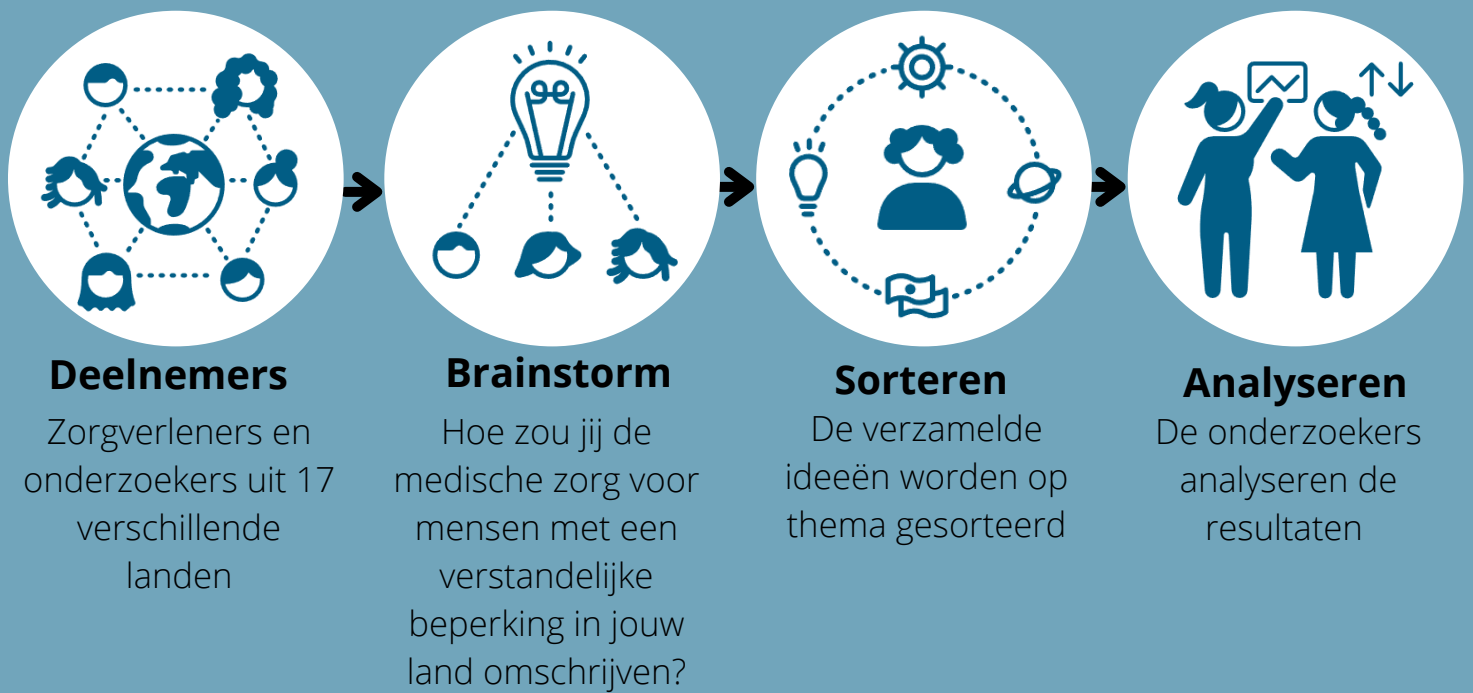 Deelnemers
Zorgverleners en
onderzoekers uit 17
verschillende
landen
Brainstorm
Hoe zou jij de
medische zorg voor
mensen met een
verstandelijke
beperking in jouw
land omschrijven?
Sorteren
De verzamelde
ideeën worden op
thema gesorteerd
Analyseren
De onderzoekers
analyseren de
resultaten